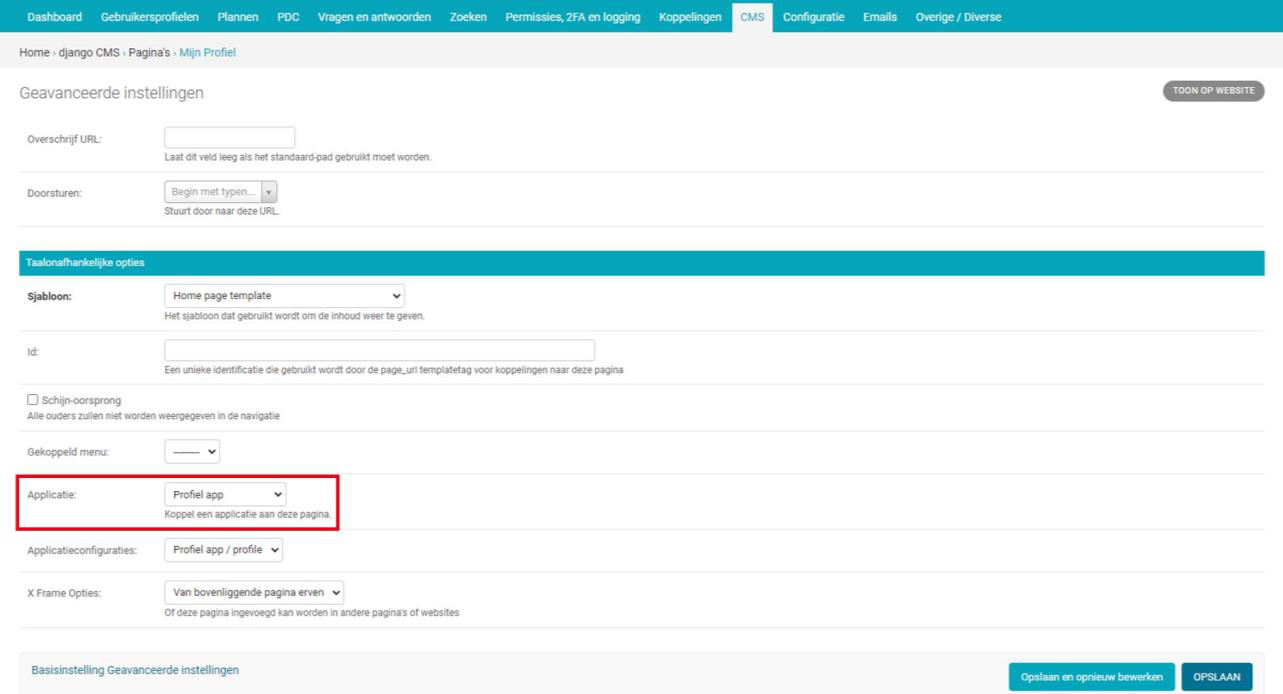 Dashboard Gebruikersprofielen Plannen PDC Vragen en antwoorden Zoeken Permissies, 2FA en logging Koppelingen CMS Configuratie Emails Overige / Diverse
Home › django CMS › Pagina's › Mijn Profiel
Geavanceerde instellingen
TOON OP WEBSITE
Overschrijf URL:
Laat dit veld leeg als het standaard-pad gebruikt moet worden.
Doorsturen: Begin met typen...
Stuurt door naar deze URL.
Taalonafhankelijke opties
Sjabloon: Home page template
Het sjabloon dat gebruikt wordt om de inhoud weer te geven.
Id:
Een unieke identificatie die gebruikt wordt door de page_url templatetag voor koppelingen naar deze pagina
Schijn-oorsprong
Alle ouders zullen niet worden weergegeven in de navigatie
Gekoppeld menu: ---------
Applicatie: Profiel app
Koppel een applicatie aan deze pagina.
Applicatieconfiguraties: Profiel app / profile
X Frame Opties: Van bovenliggende pagina erven
Of deze pagina ingevoegd kan worden in andere pagina's of websites
Basisinstelling Geavanceerde instellingen
Opslaan en opnieuw bewerken OPSLAAN